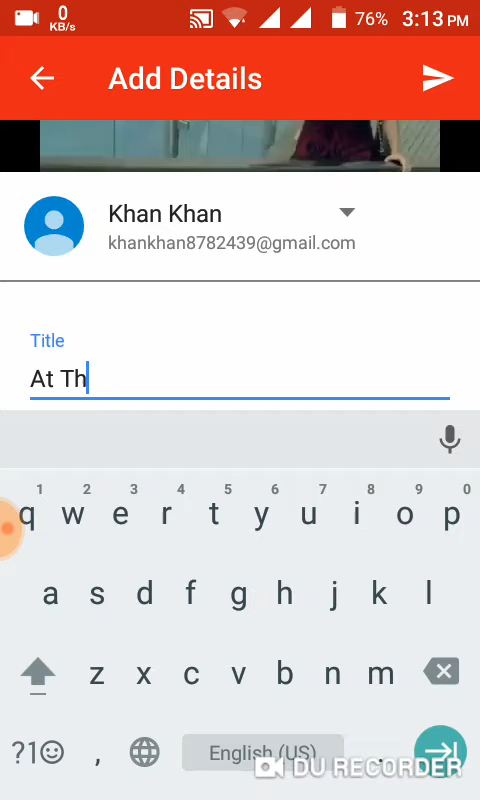 0
KB/s
76%
3:13 PM
Add Details
Khan Khan
khankhan8782439@gmail.com
Title
At Th
1 2 3 4 5 6 7 8 9 0
q w e r t y u i o p
a s d f g h j k l
z x c v b n m
?1 , English (US) .
DU RECORDER